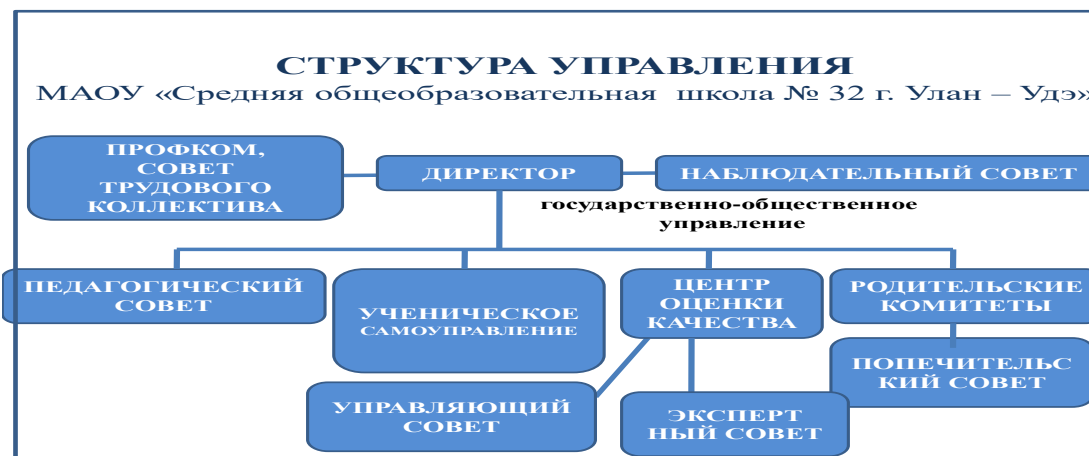 СТРУКТУРА УПРАВЛЕНИЯ
МАОУ «Средняя общеобразовательная школа № 32 г. Улан – Удэ»
ПРОФКОМ,
СОВЕТ
ТРУДОВОГО
КОЛЛЕКТИВА
ДИРЕКТОР
НАБЛЮДАТЕЛЬНЫЙ СОВЕТ
государственно-общественное
управление
ПЕДАГОГИЧЕСКИЙ
СОВЕТ
УЧЕНИЧЕСКОЕ
САМОУПРАВЛЕНИЕ
ЦЕНТР
ОЦЕНКИ
КАЧЕСТВА
РОДИТЕЛЬСКИЕ
КОМИТЕТЫ
ПОПЕЧИТЕЛЬС
КИЙ СОВЕТ
УПРАВЛЯЮЩИЙ
СОВЕТ
ЭКСПЕРТ
НЫЙ СОВЕТ